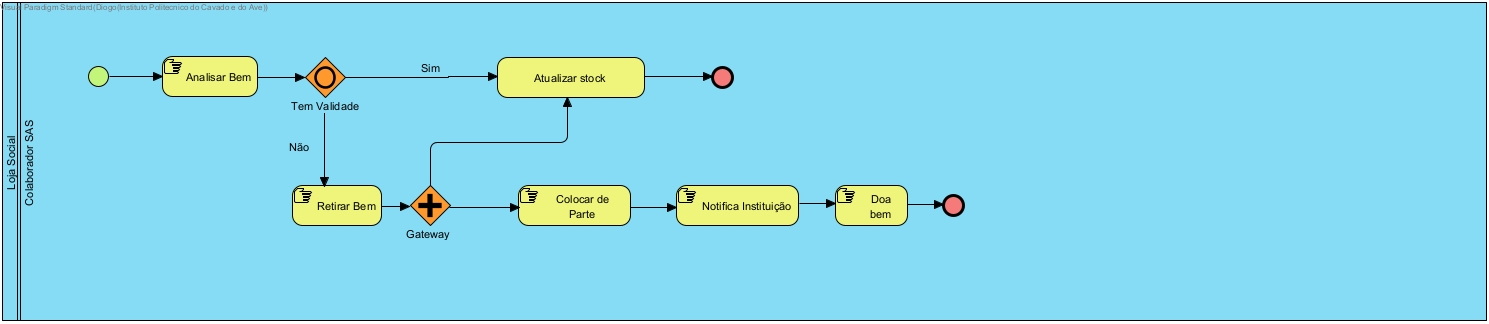 Visual Paradigm Standard(Diogo(Instituto Politecnico do Cavado e do Ave))
Loja Social
Colaborador SAS
Analisar Bem
Tem Validade
Sim
Atualizar stock
Não
Retirar Bem
Gateway
Colocar de
Parte
Notifica Instituição
Doa
bem